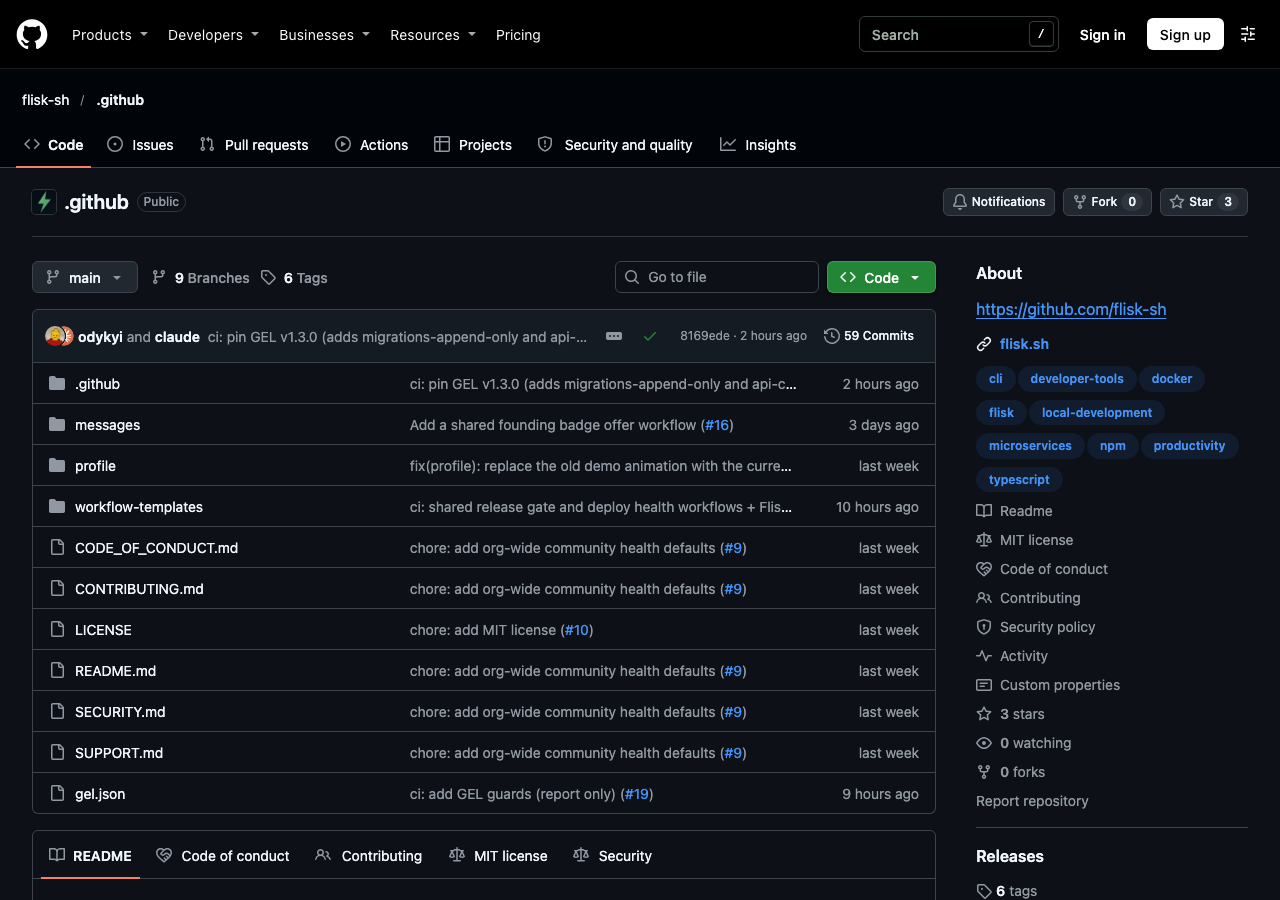 Products Developers Businesses Resources Pricing Search / Sign in Sign up
flisk-sh / .github
Code Issues Pull requests Actions Projects Security and quality Insights
.github Public Notifications Fork 0 Star 3
main 9 Branches 6 Tags Go to file Code
odykyi and claude ci: pin GEL v1.3.0 (adds migrations-append-only and api-... 8169ede · 2 hours ago 59 Commits
.github ci: pin GEL v1.3.0 (adds migrations-append-only and api-c... 2 hours ago
messages Add a shared founding badge offer workflow (#16) 3 days ago
profile fix(profile): replace the old demo animation with the curre... last week
workflow-templates ci: shared release gate and deploy health workflows + Flis... 10 hours ago
CODE_OF_CONDUCT.md chore: add org-wide community health defaults (#9) last week
CONTRIBUTING.md chore: add org-wide community health defaults (#9) last week
LICENSE chore: add MIT license (#10) last week
README.md chore: add org-wide community health defaults (#9) last week
SECURITY.md chore: add org-wide community health defaults (#9) last week
SUPPORT.md chore: add org-wide community health defaults (#9) last week
gel.json ci: add GEL guards (report only) (#19) 9 hours ago
README Code of conduct Contributing MIT license Security
About
https://github.com/flisk-sh
flisk.sh
cli developer-tools docker
flisk local-development
microservices npm productivity
typescript
Readme
MIT license
Code of conduct
Contributing
Security policy
Activity
Custom properties
3 stars
0 watching
0 forks
Report repository
Releases
6 tags